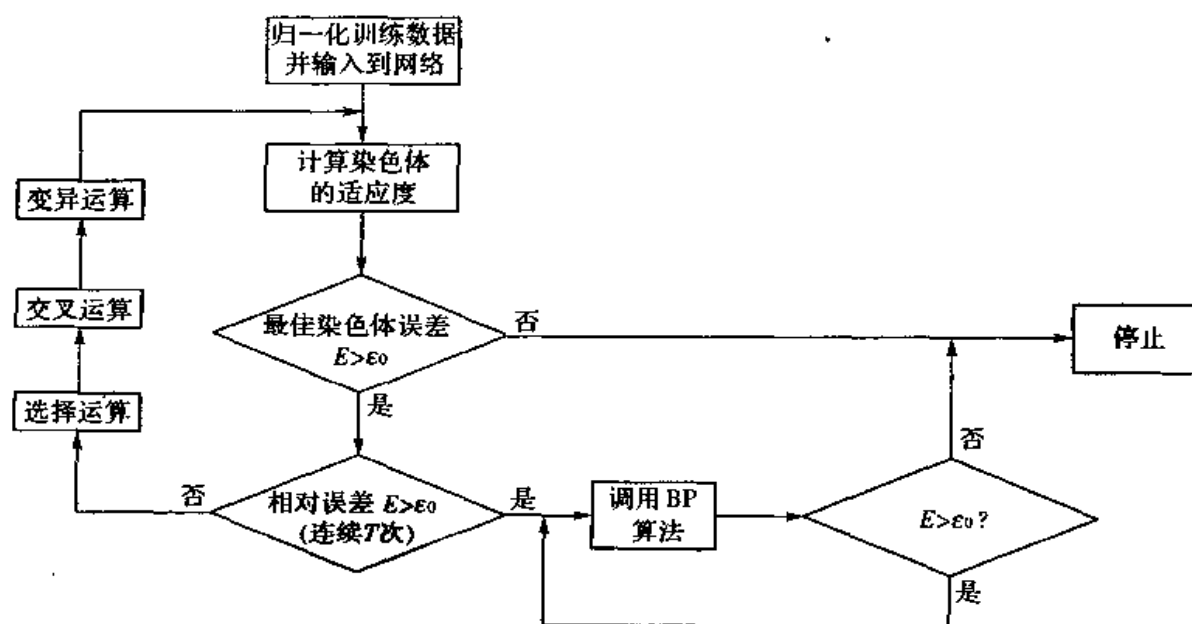 归一化训练数据
并输入到网络
计算染色体
的适应度
变异运算
交叉运算
选择运算
最佳染色体误差
E>ε₀
否
停止
是
相对误差 E>ε₀
(连续T次)
否
是
调用 BP
算法
E>ε₀?
否
是